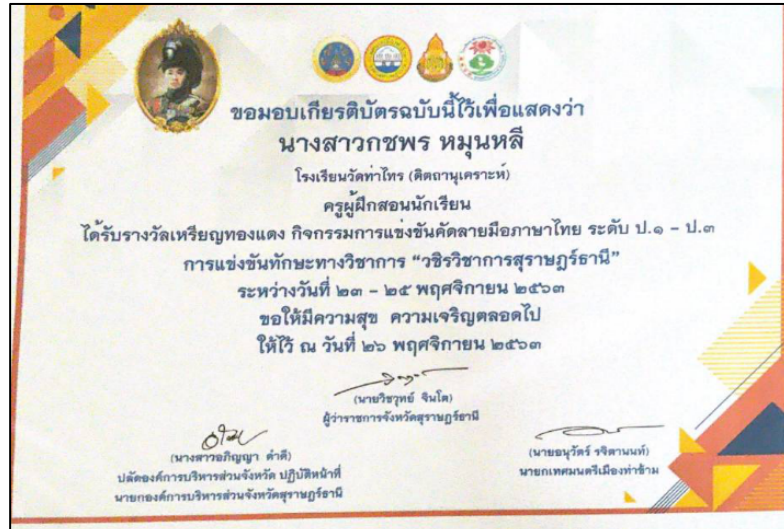 ขอมอบเกียรติบัตรฉบับนี้ไว้เพื่อแสดงว่า
นางสาวกชพร หมุนหลี
โรงเรียนวัดท่าไทร (ดิตถานุเคราะห์)
ครูผู้ฝึกสอนนักเรียน
ได้รับรางวัลเหรียญทองแดง กิจกรรมการแข่งขันคัดลายมือภาษาไทย ระดับ ป.๑ - ป.๓
การแข่งขันทักษะทางวิชาการ “วชิรวิชาการสุราษฎร์ธานี”
ระหว่างวันที่ ๒๓ - ๒๕ พฤศจิกายน ๒๕๖๓
ขอให้มีความสุข ความเจริญตลอดไป
ให้ไว้ ณ วันที่ ๒๖ พฤศจิกายน ๒๕๖๓
(นายวิชวุทย์ จินโต)
ผู้ว่าราชการจังหวัดสุราษฎร์ธานี
(นางสาวอภิญญา ดำดี)
ปลัดองค์การบริหารส่วนจังหวัด ปฏิบัติหน้าที่
นายกองค์การบริหารส่วนจังหวัดสุราษฎร์ธานี
(นายอนุวัตร์ รจิตานนท์)
นายกเทศมนตรีเมืองท่าข้าม